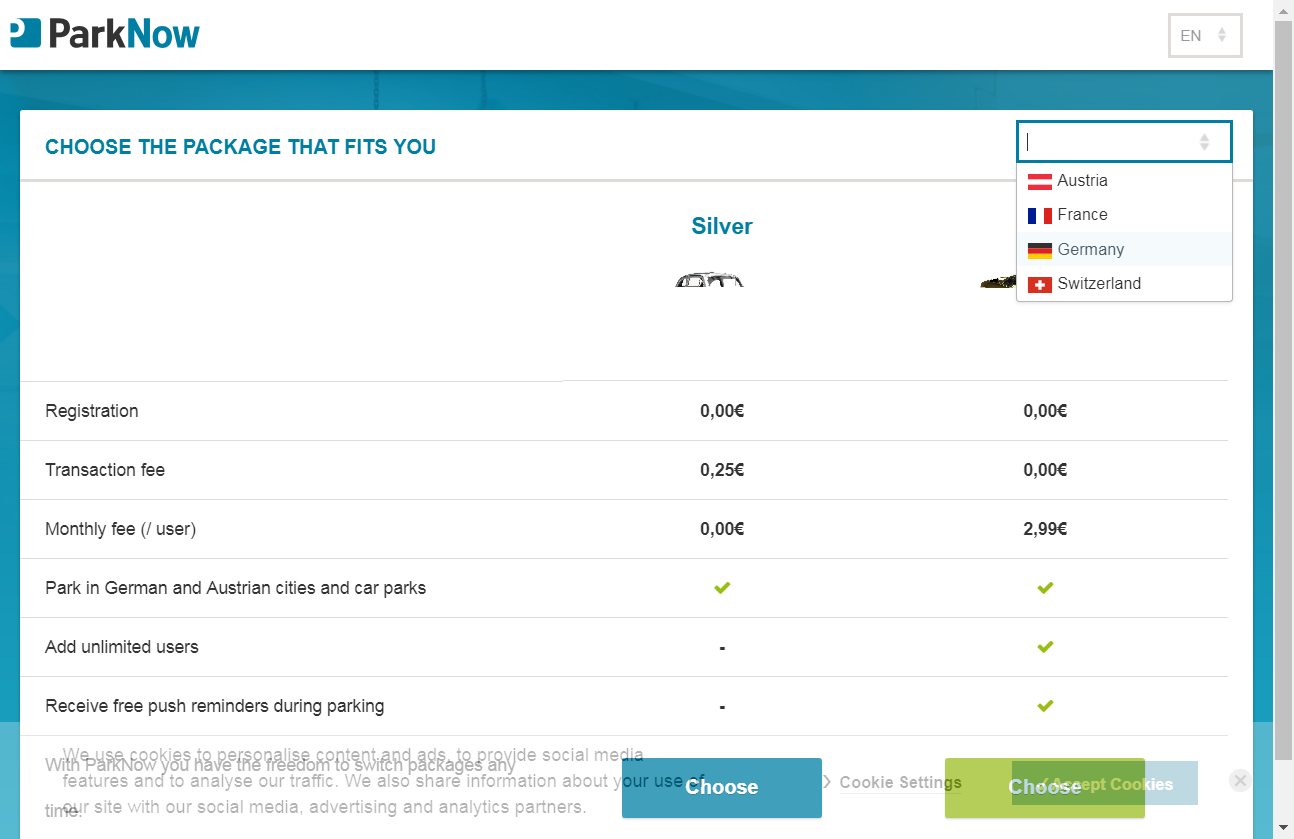 ParkNow
EN
CHOOSE THE PACKAGE THAT FITS YOU
Austria
France
Germany
Switzerland
Silver
Registration 0,00€ 0,00€
Transaction fee 0,25€ 0,00€
Monthly fee (/ user) 0,00€ 2,99€
Park in German and Austrian cities and car parks
Add unlimited users -
Receive free push reminders during parking -
With ParkNow you have the freedom to switch packages any
time!
We use cookies to personalise content and ads, to provide social media
features and to analyse our traffic. We also share information about your use of
our site with our social media, advertising and analytics partners.
Choose
Cookie Settings
Choose
Accept Cookies